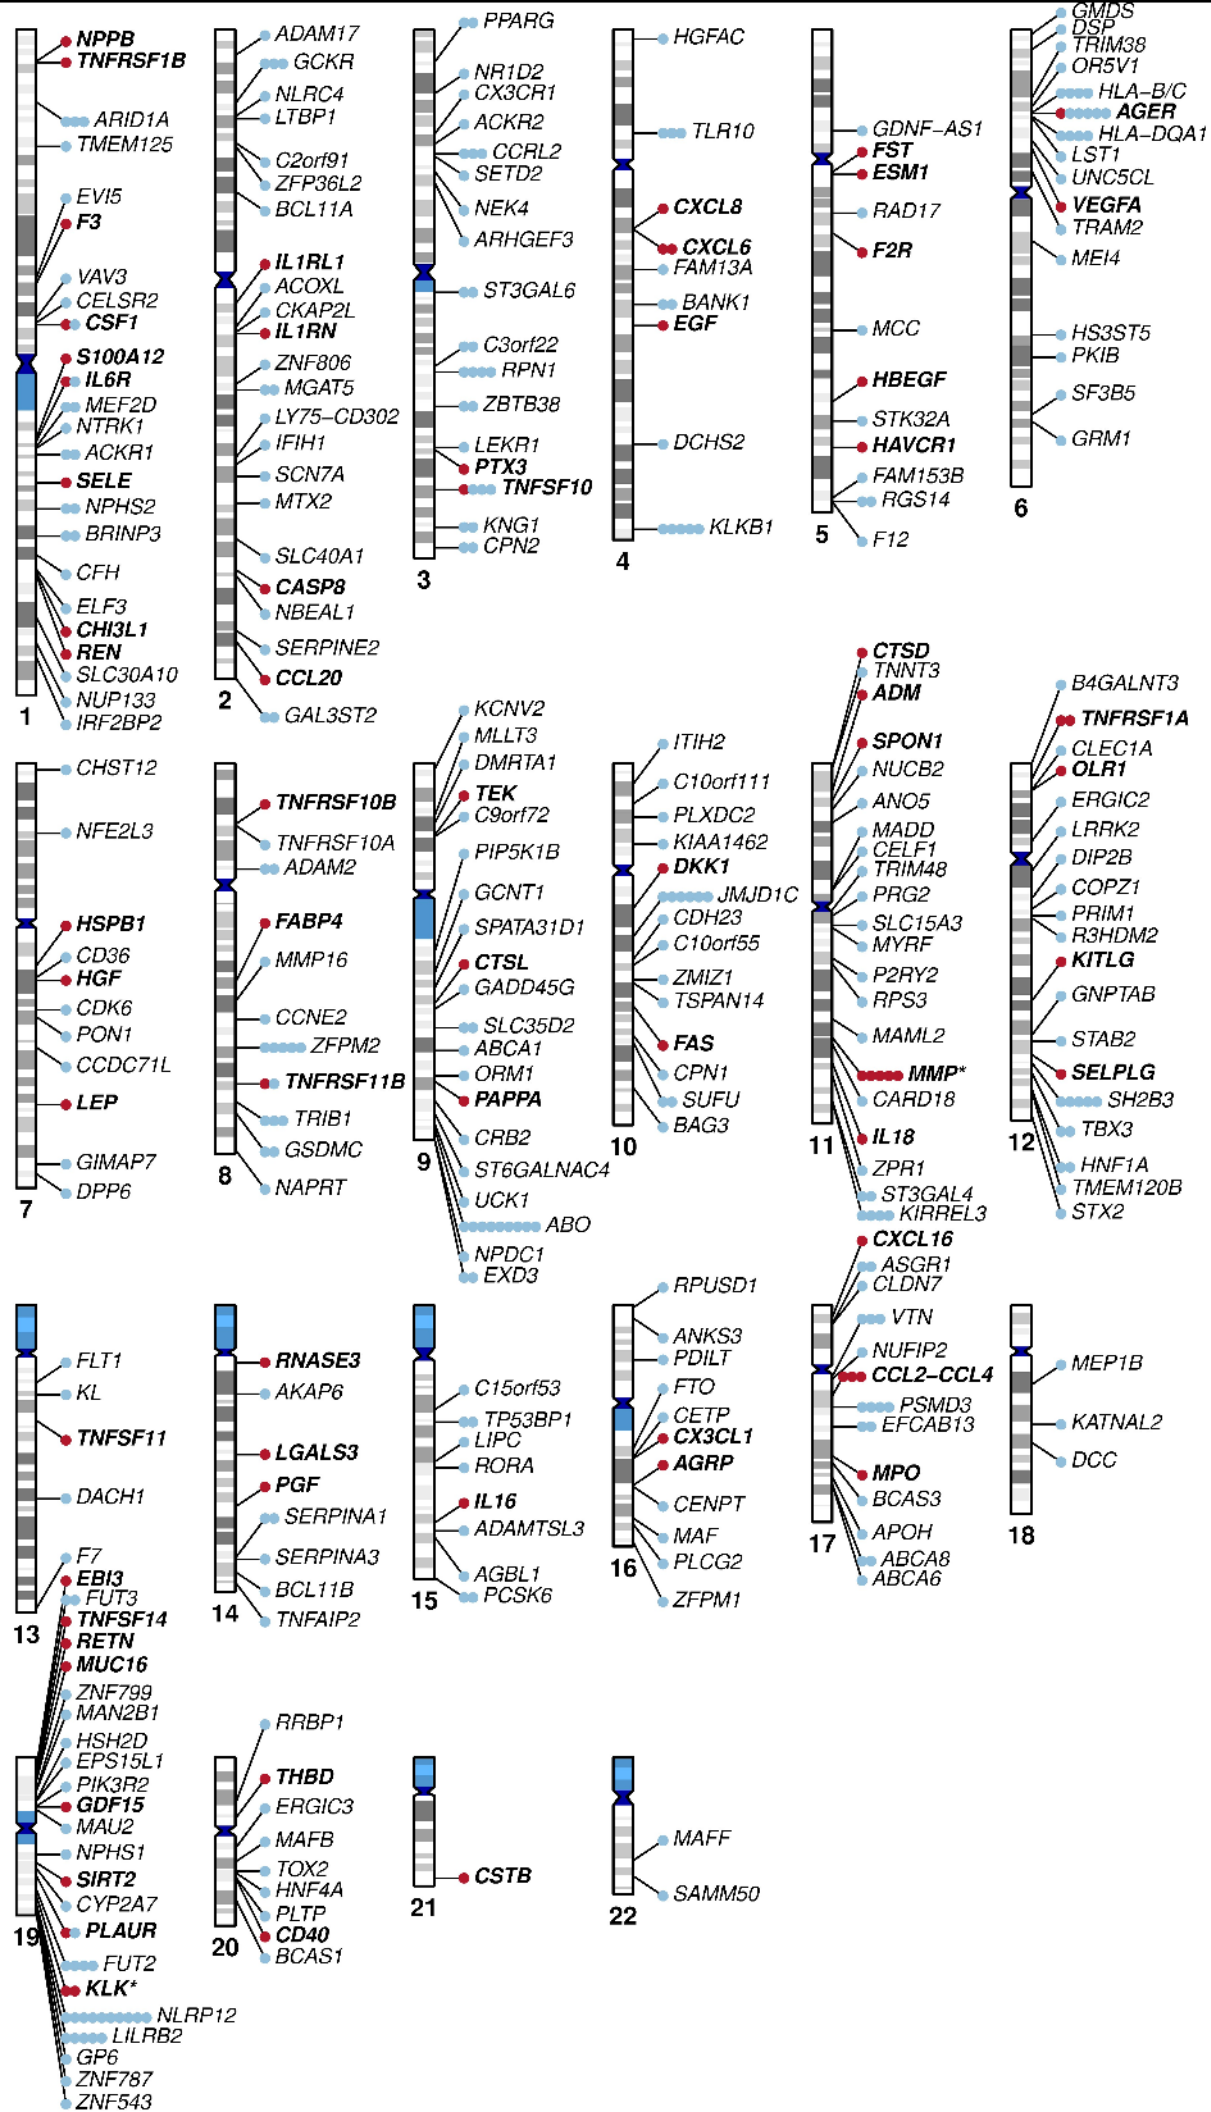 NPPB
TNFRSF1B
ARID1A
TMEM125
EVI5
F3
VAV3
CELSR2
CSF1
S100A12
IL6R
MEF2D
NTRK1
ACKR1
SELE
NPHS2
BRINP3
CFH
ELF3
CHI3L1
REN
SLC30A10
NUP133
IRF2BP2
1
ADAM17
GCKR
NLRC4
LTBP1
C2orf91
ZFP36L2
BCL11A
IL1RL1
ACOXL
CKAP2L
IL1RN
ZNF806
MGAT5
LY75-CD302
IFIH1
SCN7A
MTX2
SLC40A1
CASP8
NBEAL1
SERPINE2
CCL20
GAL3ST2
2
PPARG
NR1D2
CX3CR1
ACKR2
CCRL2
SETD2
NEK4
ARHGEF3
ST3GAL6
C3orf22
RPN1
ZBTB38
LEKR1
PTX3
TNFSF10
KNG1
CPN2
3
HGFAC
TLR10
CXCL8
CXCL6
FAM13A
BANK1
EGF
DCHS2
KLKB1
4
GDNF-AS1
FST
ESM1
RAD17
F2R
MCC
HBEGF
STK32A
HAVCR1
FAM153B
RGS14
F12
5
GMDS
DSP
TRIM38
OR5V1
HLA-B/C
AGER
HLA-DQA1
LST1
UNC5CL
VEGFA
TRAM2
MEI4
HS3ST5
PKIB
SF3B5
GRM1
6
CHST12
NFE2L3
HSPB1
CD36
HGF
CDK6
PON1
CCDC71L
LEP
GIMAP7
DPP6
7
TNFRSF10B
TNFRSF10A
ADAM2
FABP4
MMP16
CCNE2
ZFPM2
TNFRSF11B
TRIB1
GSDMC
NAPRT
8
KCNV2
MLLT3
DMRTA1
TEK
C9orf72
PIP5K1B
GCNT1
SPATA31D1
CTSL
GADD45G
SLC35D2
ABCA1
ORM1
PAPPA
CRB2
ST6GALNAC4
UCK1
ABO
NPDC1
EXD3
9
ITIH2
C10orf111
PLXDC2
KIAA1462
DKK1
JMJD1C
CDH23
C10orf55
ZMIZ1
TSPAN14
FAS
CPN1
SUFU
BAG3
10
CTSD
TNNT3
ADM
SPON1
NUCB2
ANO5
MADD
CELF1
TRIM48
PRG2
SLC15A3
MYRF
P2RY2
RPS3
MAML2
MMP*
CARD18
IL18
ZPR1
ST3GAL4
KIRREL3
11
B4GALNT3
TNFRSF1A
CLEC1A
OLR1
ERGIC2
LRRK2
DIP2B
COPZ1
PRIM1
R3HDM2
KITLG
GNPTAB
STAB2
SELPLG
SH2B3
TBX3
HNF1A
TMEM120B
STX2
12
FLT1
KL
TNFSF11
DACH1
F7
13
RNASE3
AKAP6
LGALS3
PGF
SERPINA1
SERPINA3
BCL11B
TNFAIP2
14
C15orf53
TP53BP1
LIPC
RORA
IL16
ADAMTSL3
AGBL1
PCSK6
15
RPUSD1
ANKS3
PDILT
FTO
CETP
CX3CL1
AGRP
CENPT
MAF
PLCG2
ZFPM1
16
CXCL16
ASGR1
CLDN7
VTN
NUFIP2
CCL2-CCL4
PSMD3
EFCAB13
MPO
BCAS3
APOH
ABCA8
ABCA6
17
MEP1B
KATNAL2
DCC
18
EBI3
FUT3
TNFSF14
RETN
MUC16
ZNF799
MAN2B1
HSH2D
EPS15L1
PIK3R2
GDF15
MAU2
NPHS1
SIRT2
CYP2A7
PLAUR
FUT2
KLK*
NLRP12
LILRB2
GP6
ZNF787
ZNF543
19
RRBP1
THBD
ERGIC3
MAFB
TOX2
HNF4A
PLTP
CD40
BCAS1
20
CSTB
21
MAFF
SAMM50
22